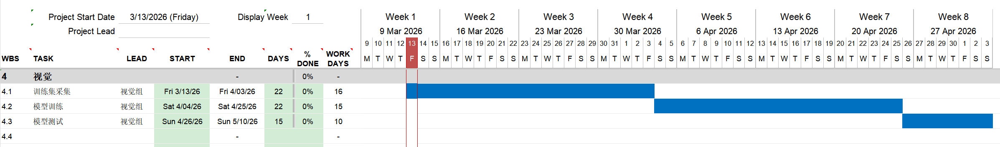 Project Start Date 3/13/2026 (Friday) Display Week 1 Week 1 Week 2 Week 3 Week 4 Week 5 Week 6 Week 7 Week 8
Project Lead 9 Mar 2026 16 Mar 2026 23 Mar 2026 30 Mar 2026 6 Apr 2026 13 Apr 2026 20 Apr 2026 27 Apr 2026
9 10 11 12 13 14 15 16 17 18 19 20 21 22 23 24 25 26 27 28 29 30 31 1 2 3 4 5 6 7 8 9 10 11 12 13 14 15 16 17 18 19 20 21 22 23 24 25 26 27 28 29 30 1 2 3
WBS TASK LEAD START END DAYS % DONE WORK DAYS M T W T F S S M T W T F S S M T W T F S S M T W T F S S M T W T F S S M T W T F S S M T W T F S S M T W T F S S
4 视觉 - 0% -
4.1 训练集采集 视觉组 Fri 3/13/26 Fri 4/03/26 22 0% 16
4.2 模型训练 视觉组 Sat 4/04/26 Sat 4/25/26 22 0% 15
4.3 模型测试 视觉组 Sun 4/26/26 Sun 5/10/26 15 0% 10
4.4 - -